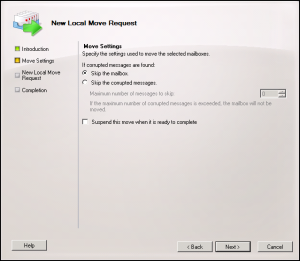 New Local Move Request
Introduction
Move Settings
New Local Move
Request
Completion
Move Settings
Specify the settings used to move the selected mailboxes.
If corrupted messages are found:
Skip the mailbox
Skip the corrupted messages.
Maximum number of messages to skip:
0
If the maximum number of corrupted messages is exceeded, the mailbox will not be
moved.
Suspend this move when it is ready to complete
Help
< Back
Next >
Cancel